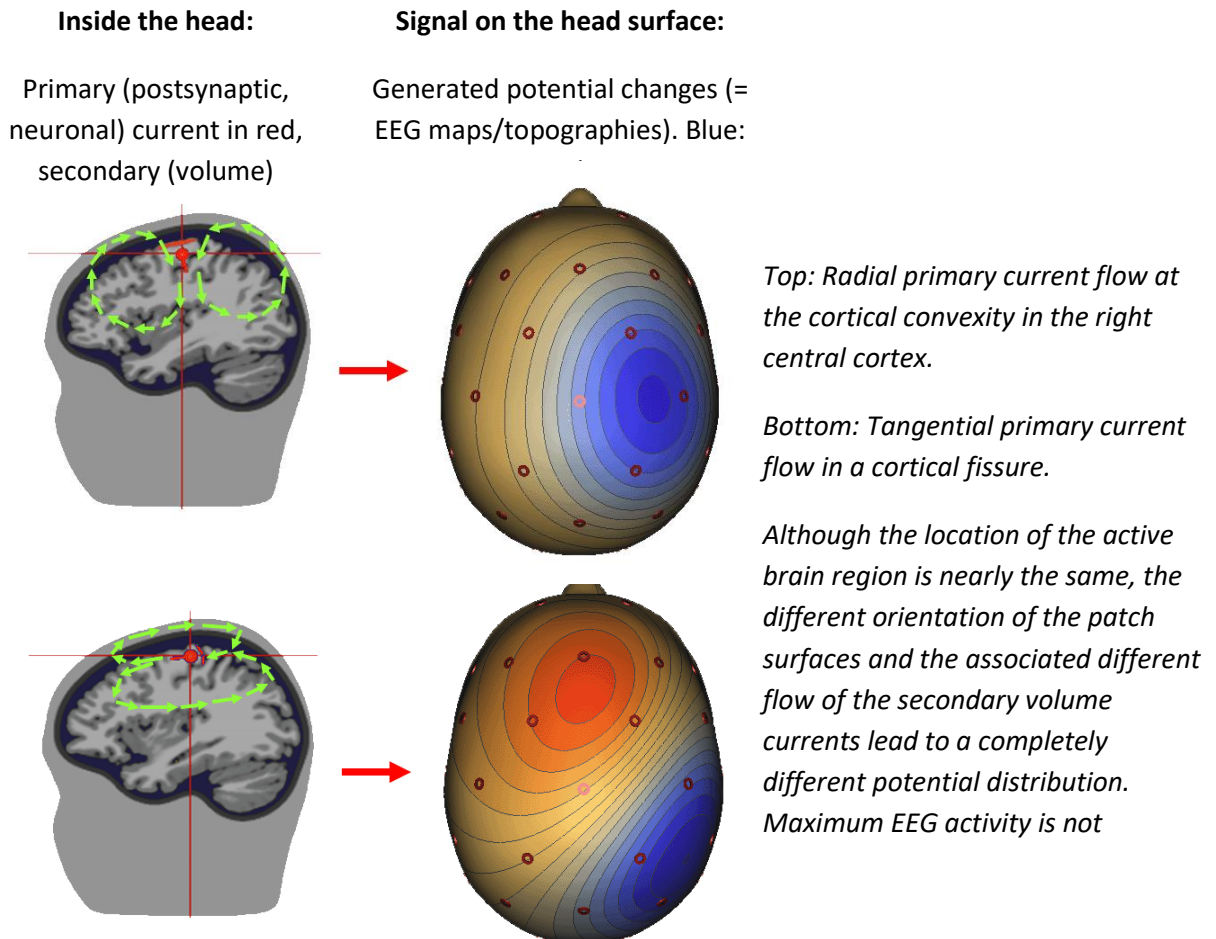 Inside the head:
Signal on the head surface:
Primary (postsynaptic,
neuronal) current in red,
secondary (volume)
Generated potential changes (=
EEG maps/topographies). Blue:
Top: Radial primary current flow at
the cortical convexity in the right
central cortex.
Bottom: Tangential primary current
flow in a cortical fissure.
Although the location of the active
brain region is nearly the same, the
different orientation of the patch
surfaces and the associated different
flow of the secondary volume
currents lead to a completely
different potential distribution.
Maximum EEG activity is not